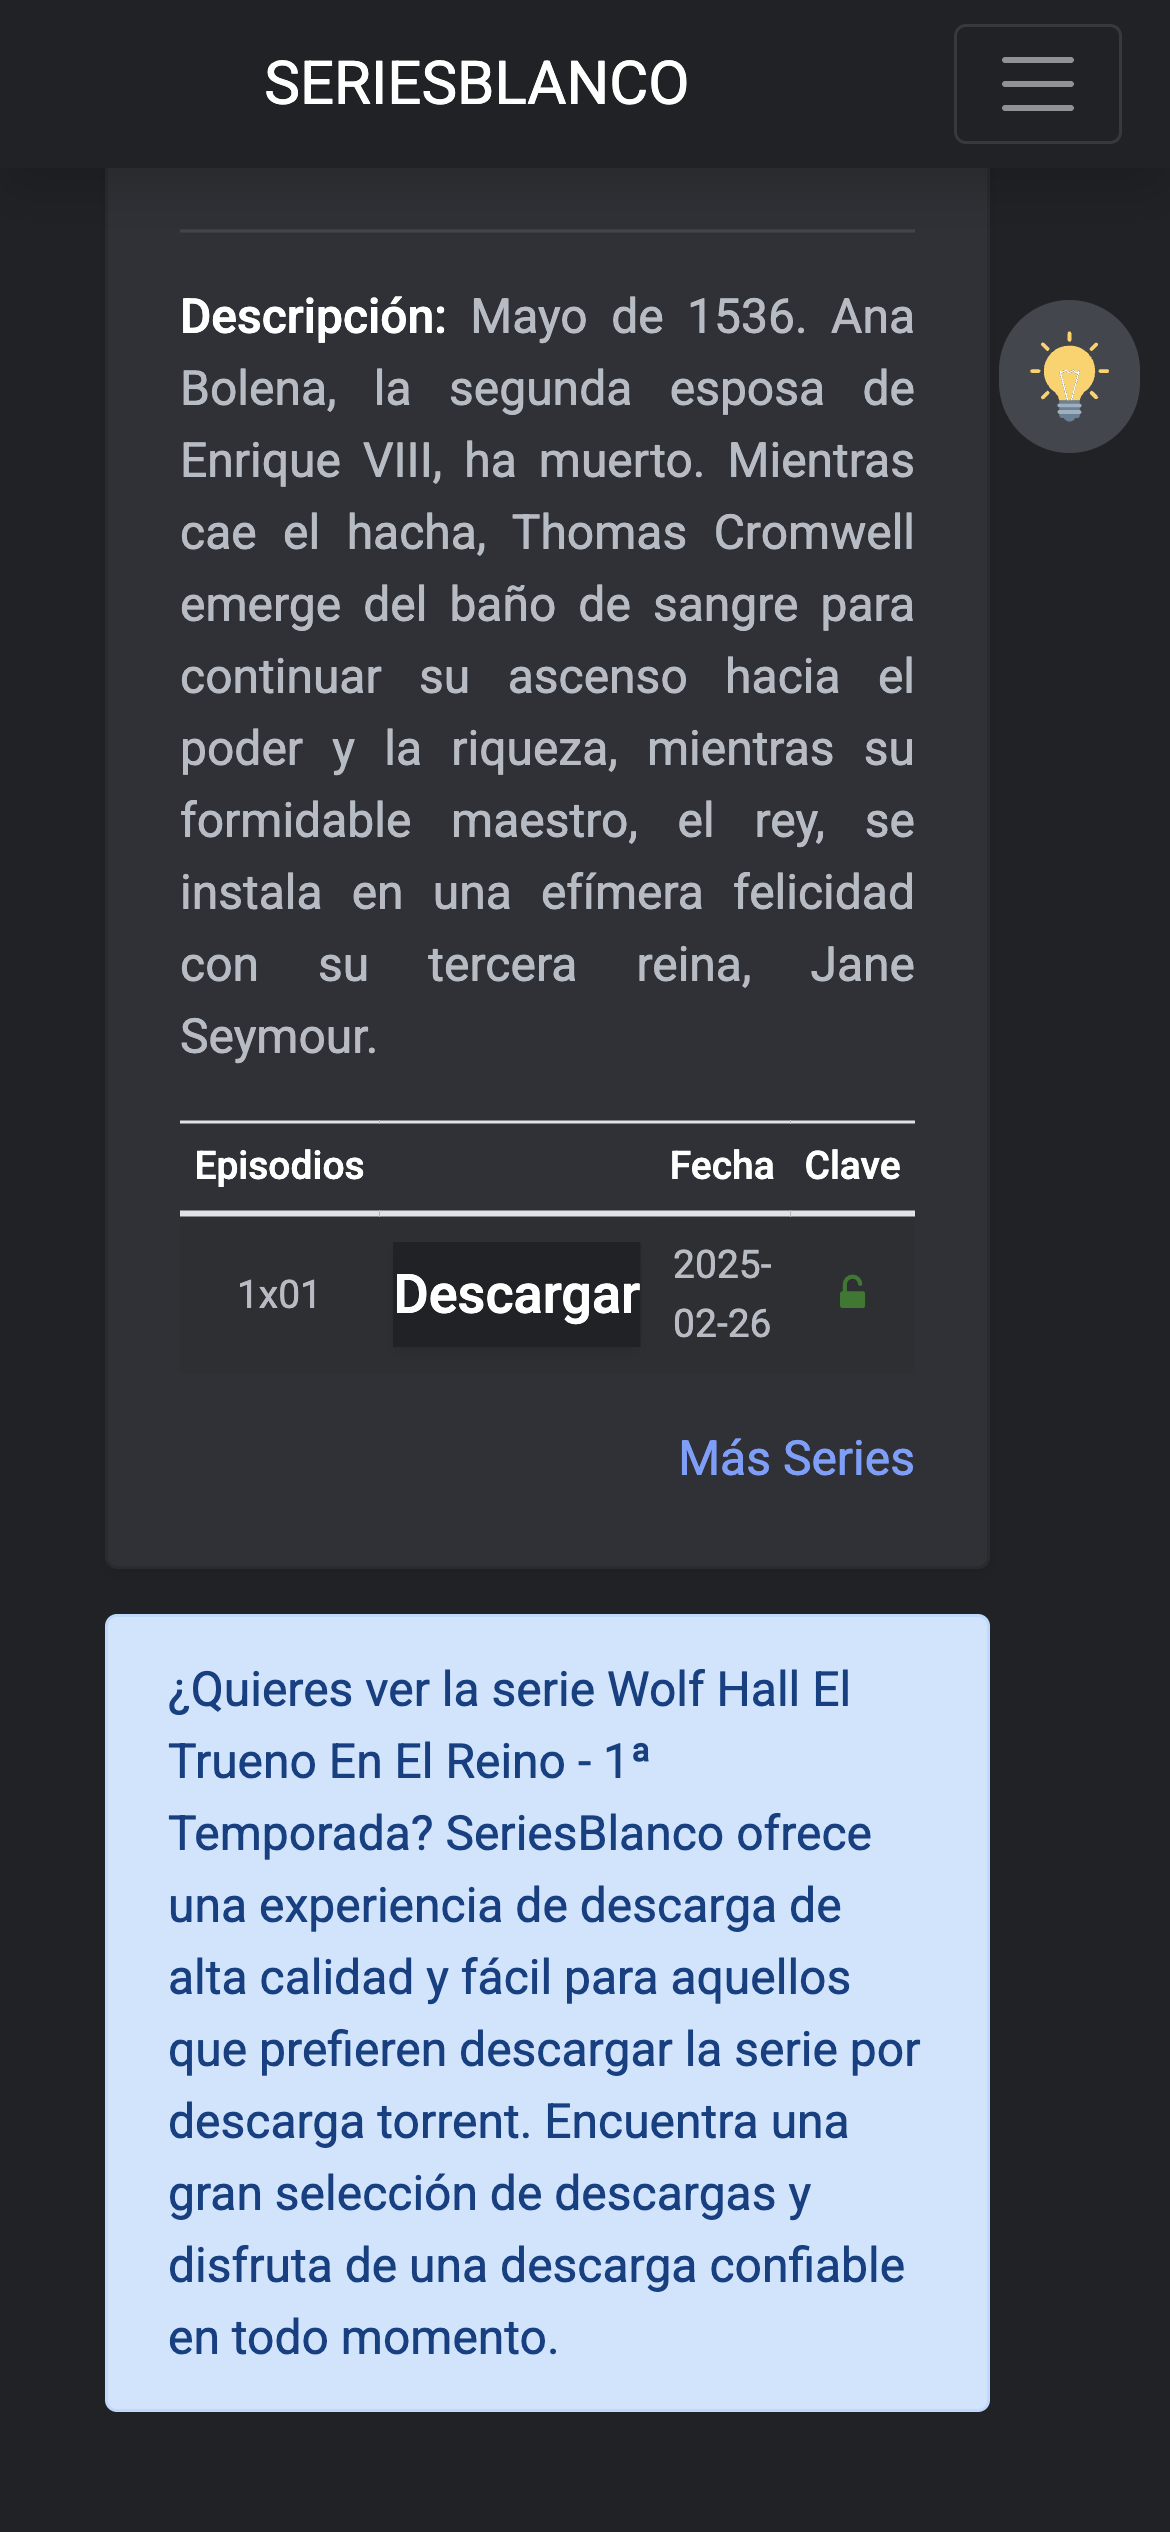 SERIESBLANCO
Descripción: Mayo de 1536. Ana
Bolena, la segunda esposa de
Enrique VIII, ha muerto. Mientras
cae el hacha, Thomas Cromwell
emerge del baño de sangre para
continuar su ascenso hacia el
poder y la riqueza, mientras su
formidable maestro, el rey, se
instala en una efímera felicidad
con su tercera reina, Jane
Seymour.
Episodios Fecha Clave
1x01 Descargar 2025-
02-26
Más Series
¿Quieres ver la serie Wolf Hall El
Trueno En El Reino - 1ª
Temporada? SeriesBlanco ofrece
una experiencia de descarga de
alta calidad y fácil para aquellos
que prefieren descargar la serie por
descarga torrent. Encuentra una
gran selección de descargas y
disfruta de una descarga confiable
en todo momento.